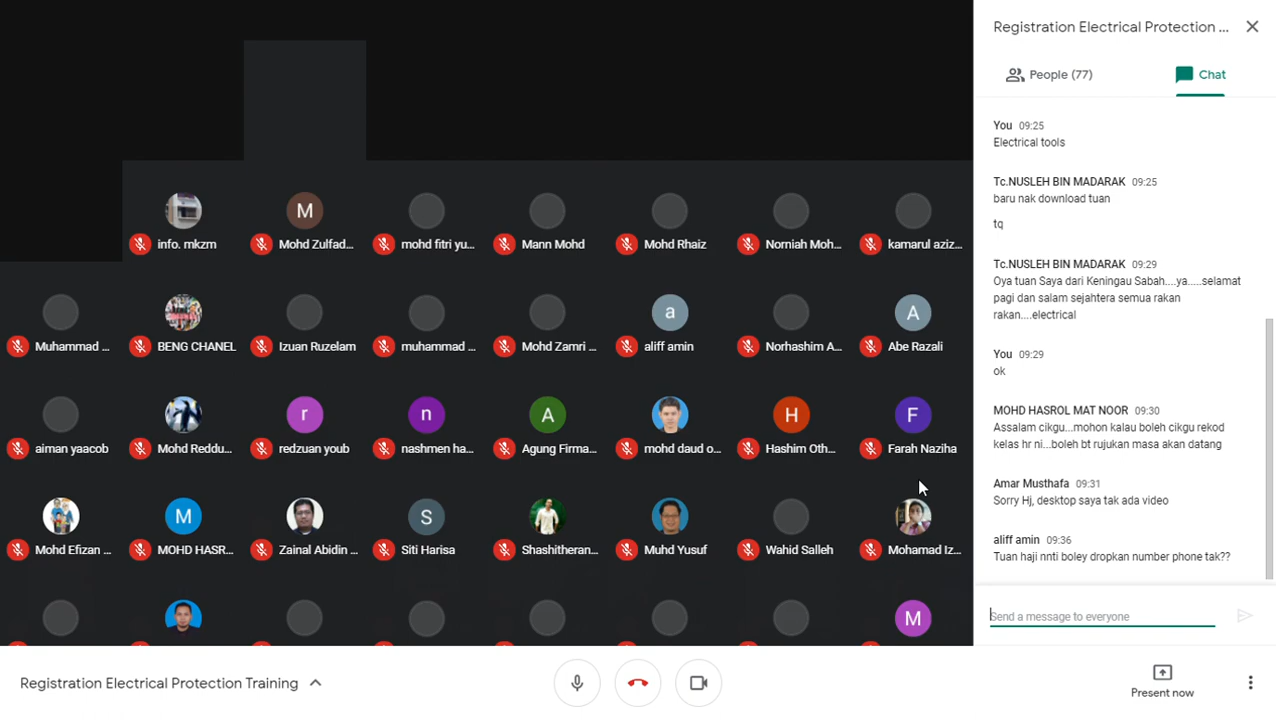 Registration Electrical Protection ...
People (77)
Chat
You 09:25
Electrical tools
Tc.NUSLEH BIN MADARAK 09:25
baru nak download tuan
tq
Tc.NUSLEH BIN MADARAK 09:29
Oya tuan Saya dari Keningau Sabah....ya.....selamat
pagi dan salam sejahtera semua rakan
rakan....electrical
You 09:29
ok
MOHD HASROL MAT NOOR 09:30
Assalam cikgu...mohon kalau boleh cikgu rekod
kelas hr ni...boleh bt rujukan masa akan datang
Amar Musthafa 09:31
Sorry Hj, desktop saya tak ada video
aliff amin 09:36
Tuan haji nnti boley dropkan number phone tak??
Send a message to everyone
M
info. mkzm
Mohd Zulfad...
mohd fitri yu...
Mann Mohd
Mohd Rhaiz
Norniah Moh...
kamarul aziz...
a
A
Muhammad ...
BENG CHANEL
Izuan Ruzelam
muhammad ...
Mohd Zamri ...
aliff amin
Norhashim A...
Abe Razali
r
n
A
H
F
aiman yaacob
Mohd Reddu...
redzuan youb
nashmen ha...
Agung Firma...
mohd daud o...
Hashim Oth...
Farah Naziha
M
S
Mohd Efizan ...
MOHD HASR...
Zainal Abidin ...
Siti Harisa
Shashitheran...
Muhd Yusuf
Wahid Salleh
Mohamad Iz...
M
Registration Electrical Protection Training
Present now